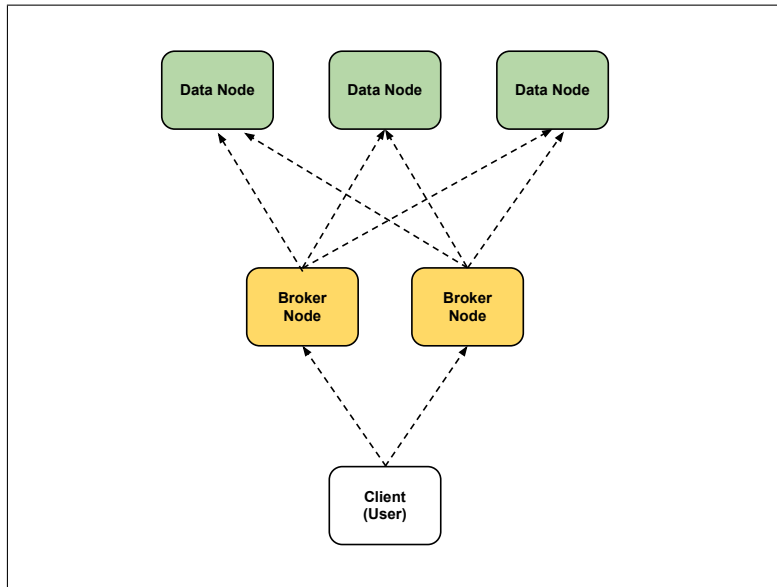 Data Node
Data Node
Data Node
Broker
Node
Broker
Node
Client
(User)